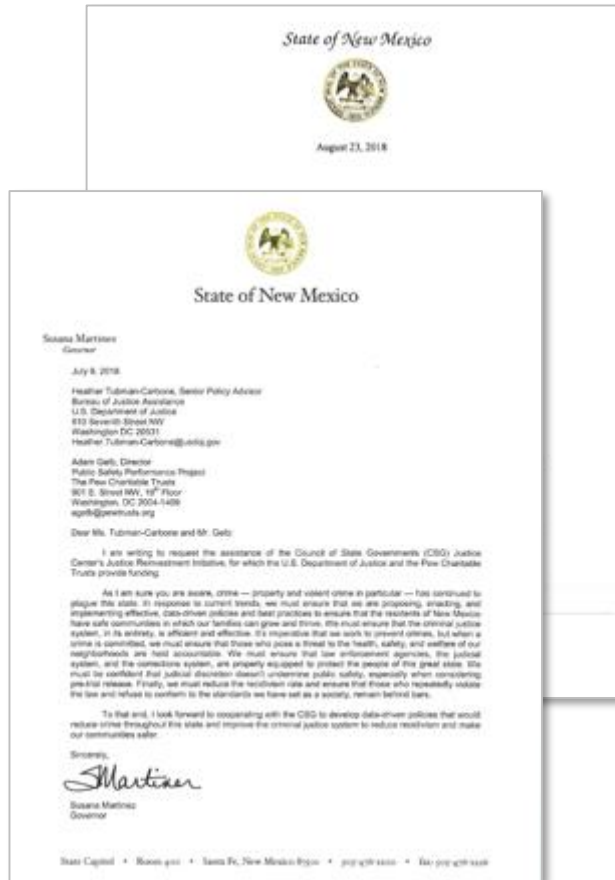 State of New Mexico
August 23, 2018
State of New Mexico
Susana Martinez
Governor
July 9, 2018
Heather Tubman-Carbone, Senior Policy Advisor
Bureau of Justice Assistance
U.S. Department of Justice
810 Seventh Street NW
Washington DC 20531
Heather.Tubman-Carbone@usdoj.gov
Adam Gelb, Director
Public Safety Performance Project
The Pew Charitable Trusts
901 E. Street NW, 10th Floor
Washington, DC 2004-1409
agelb@pewtrusts.org
Dear Ms. Tubman-Carbone and Mr. Gelb:
I am writing to request the assistance of the Council of State Governments (CSG) Justice
Center's Justice Reinvestment Initiative, for which the U.S. Department of Justice and the Pew Charitable
Trusts provide funding.
As I am sure you are aware, crime — property and violent crime in particular — has continued to
plague this state. In response to current trends, we must ensure that we are proposing, enacting, and
implementing effective, data-driven policies and best practices to ensure that the residents of New Mexico
have safe communities in which our families can grow and thrive. We must ensure that the criminal justice
system, in its entirety, is efficient and effective. It's imperative that we work to prevent crimes, but when a
crime is committed, we must ensure that those who pose a threat to the health, safety, and welfare of our
neighborhoods are held accountable. We must ensure that law enforcement agencies, the judicial
system, and the corrections system, are properly equipped to protect the people of this great state. We
must be confident that judicial discretion doesn't undermine public safety, especially when considering
pre-trial release. Finally, we must reduce the recidivism rate and ensure that those who repeatedly violate
the law and refuse to conform to the standards we have set as a society, remain behind bars.
To that end, I look forward to cooperating with the CSG to develop data-driven policies that would
reduce crime throughout this state and improve the criminal justice system to reduce recidivism and make
our communities safer.
Sincerely,
SMartinez
Susana Martinez
Governor
State Capitol • Room 400 • Santa Fe, New Mexico 87501 • 505-476-2200 • fax: 505-476-2226